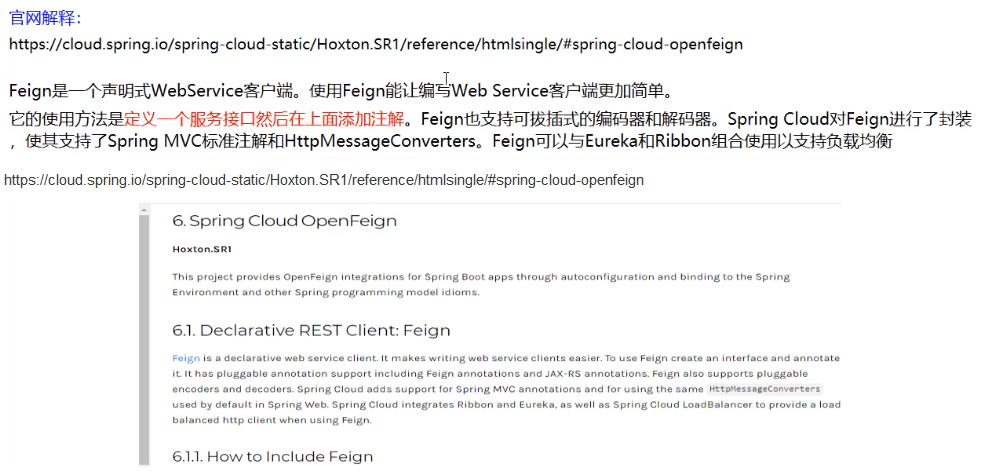 官网解释：
https://cloud.spring.io/spring-cloud-static/Hoxton.SR1/reference/htmlsingle/#spring-cloud-openfeign
Feign是一个声明式WebService客户端。使用Feign能让编写Web Service客户端更加简单。
它的使用方法是定义一个服务接口然后在上面添加注解。Feign也支持可拔插式的编码器和解码器。Spring Cloud对Feign进行了封装
，使其支持了Spring MVC标准注解和HttpMessageConverters。Feign可以与Eureka和Ribbon组合使用以支持负载均衡
https://cloud.spring.io/spring-cloud-static/Hoxton.SR1/reference/htmlsingle/#spring-cloud-openfeign
6. Spring Cloud OpenFeign
Hoxton.SR1
This project provides OpenFeign integrations for Spring Boot apps through autoconfiguration and binding to the Spring
Environment and other Spring programming model idioms.
6.1. Declarative REST Client: Feign
Feign is a declarative web service client. It makes writing web service clients easier. To use Feign create an interface and annotate
it. It has pluggable annotation support including Feign annotations and JAX-RS annotations. Feign also supports pluggable
encoders and decoders. Spring Cloud adds support for Spring MVC annotations and for using the same HttpMessageConverters
used by default in Spring Web. Spring Cloud integrates Ribbon and Eureka, as well as Spring Cloud LoadBalancer to provide a load
balanced http client when using Feign.
6.1.1. How to Include Feign